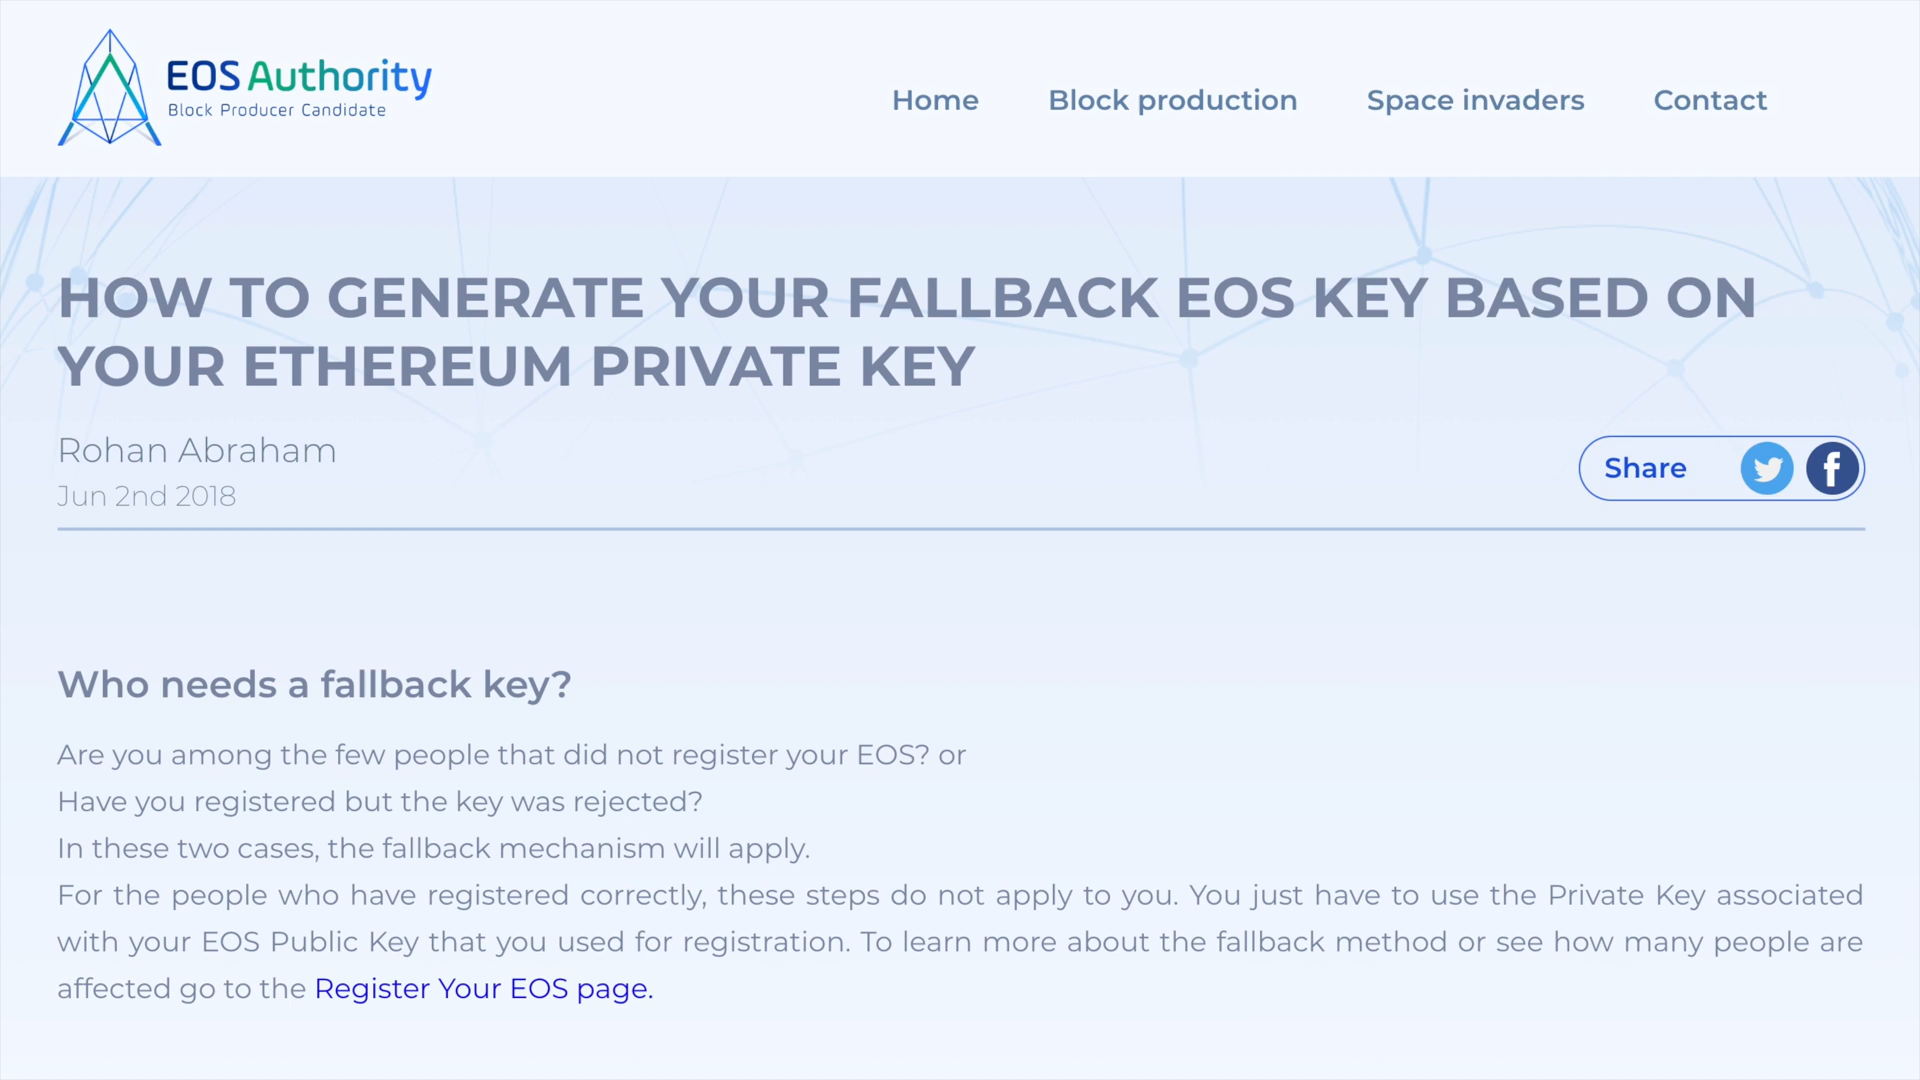 EOS Authority
Block Producer Candidate
Home
Block production
Space invaders
Contact
HOW TO GENERATE YOUR FALLBACK EOS KEY BASED ON
YOUR ETHEREUM PRIVATE KEY
Rohan Abraham
Jun 2nd 2018
Share
Who needs a fallback key?
Are you among the few people that did not register your EOS? or
Have you registered but the key was rejected?
In these two cases, the fallback mechanism will apply.
For the people who have registered correctly, these steps do not apply to you. You just have to use the Private Key associated
with your EOS Public Key that you used for registration. To learn more about the fallback method or see how many people are
affected go to the Register Your EOS page.